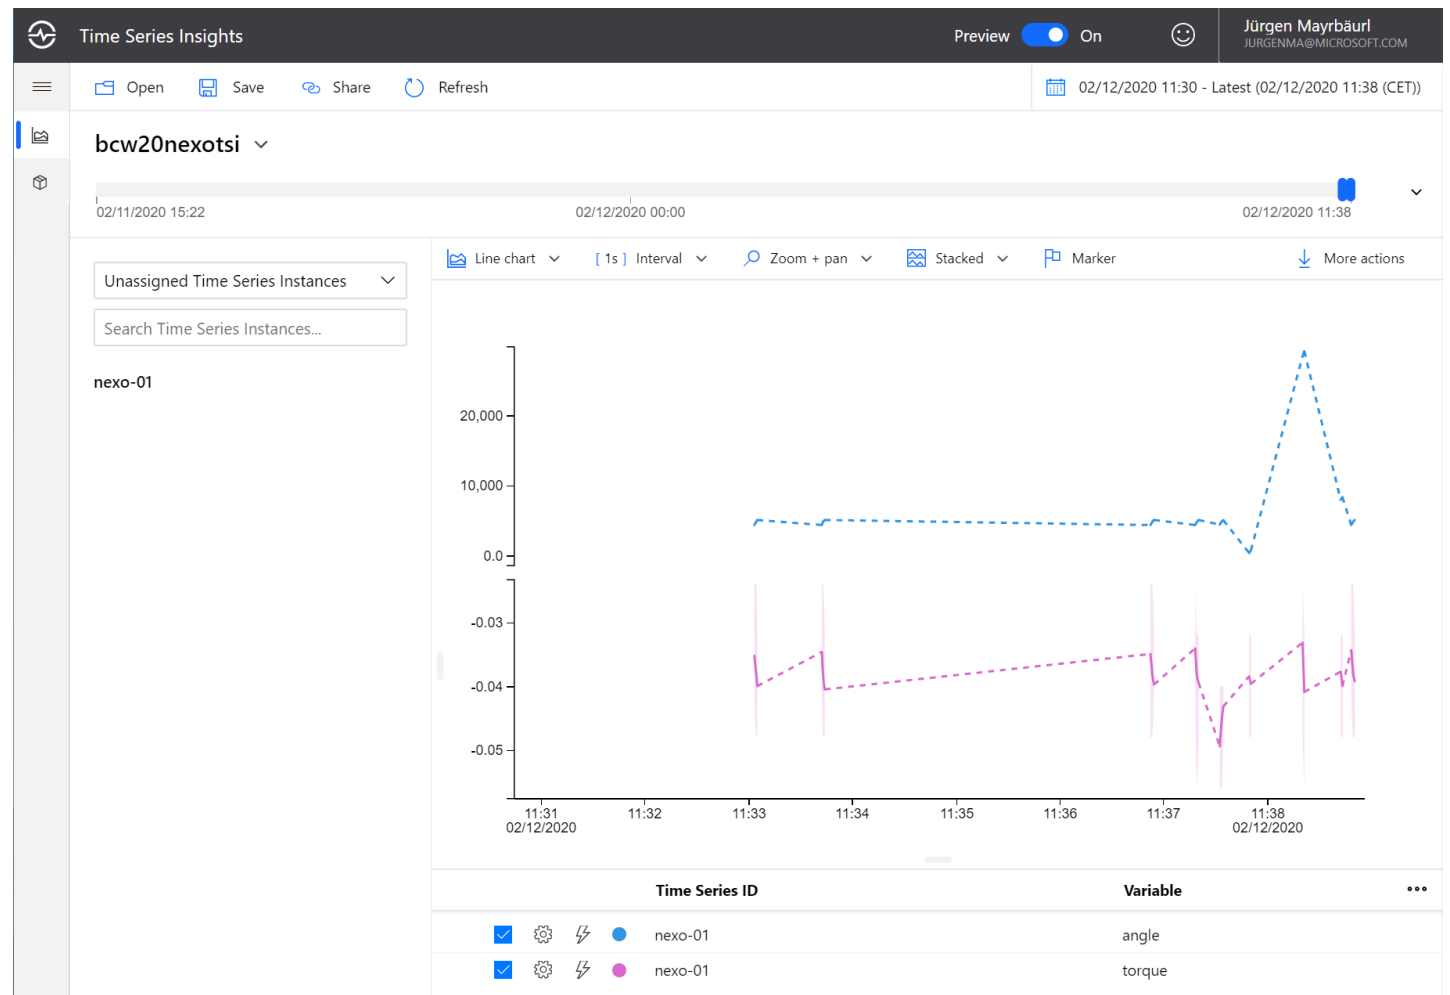 Time Series Insights
Preview On
Jürgen Mayrbäurl
JURGENMA@MICROSOFT.COM
Open Save Share Refresh
02/12/2020 11:30 - Latest (02/12/2020 11:38 (CET))
bcw20nexotsi
02/11/2020 15:22 02/12/2020 00:00 02/12/2020 11:38
Unassigned Time Series Instances
Search Time Series Instances...
nexo-01
Line chart [ 1s ] Interval Zoom + pan Stacked Marker More actions
20,000
10,000
0.0
-0.03
-0.04
-0.05
11:31 11:32 11:33 11:34 11:35 11:36 11:37 11:38
02/12/2020 02/12/2020
Time Series ID Variable
nexo-01 angle
nexo-01 torque